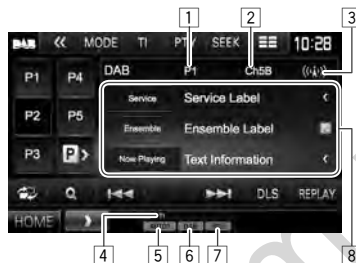 1 2 3
DAB MODE TI PTY SEEK 10:28
P1 P4 DAB P1 Ch5B
Service Service Label
P2 P5 Ensemble Ensemble Label
P3 P Now Playing Text Information
DLS REPLAY
HOME
4 5 6 7 8